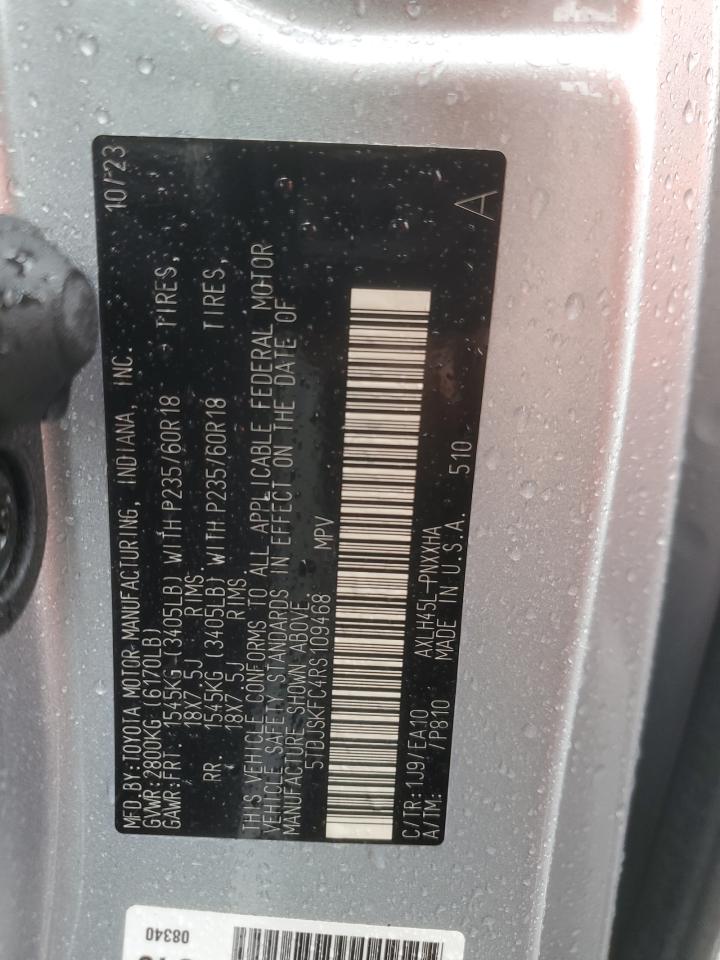 MFD.BY:TOYOTA MOTOR MANUFACTURING, INDIANA, INC. 10/23
GVWR:2800KG(6170LB)
GAWR:FRT. 1545KG (3405LB) WITH P235/60R18 TIRES,
18X7.5J RIMS
RR. 1545KG (3405LB) WITH P235/60R18 TIRES,
18X7.5J RIMS
THIS VEHICLE CONFORMS TO ALL APPLICABLE FEDERAL MOTOR
VEHICLE SAFETY STANDARDS IN EFFECT ON THE DATE OF
MANUFACTURE SHOWN ABOVE.
5TDJSKFC4RS109468 MPV
C/TR:1J9/EA10 AXLH45L-PNXXHA
A/TM: /P810 MADE IN U.S.A. 510 A
08340